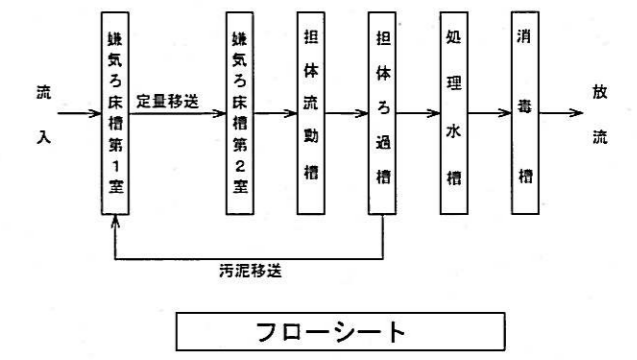 流入
嫌気ろ床槽第1室
定量移送
嫌気ろ床槽第2室
担体流動槽
担体ろ過槽
処理水槽
消毒槽
放流
汚泥移送
フローシート